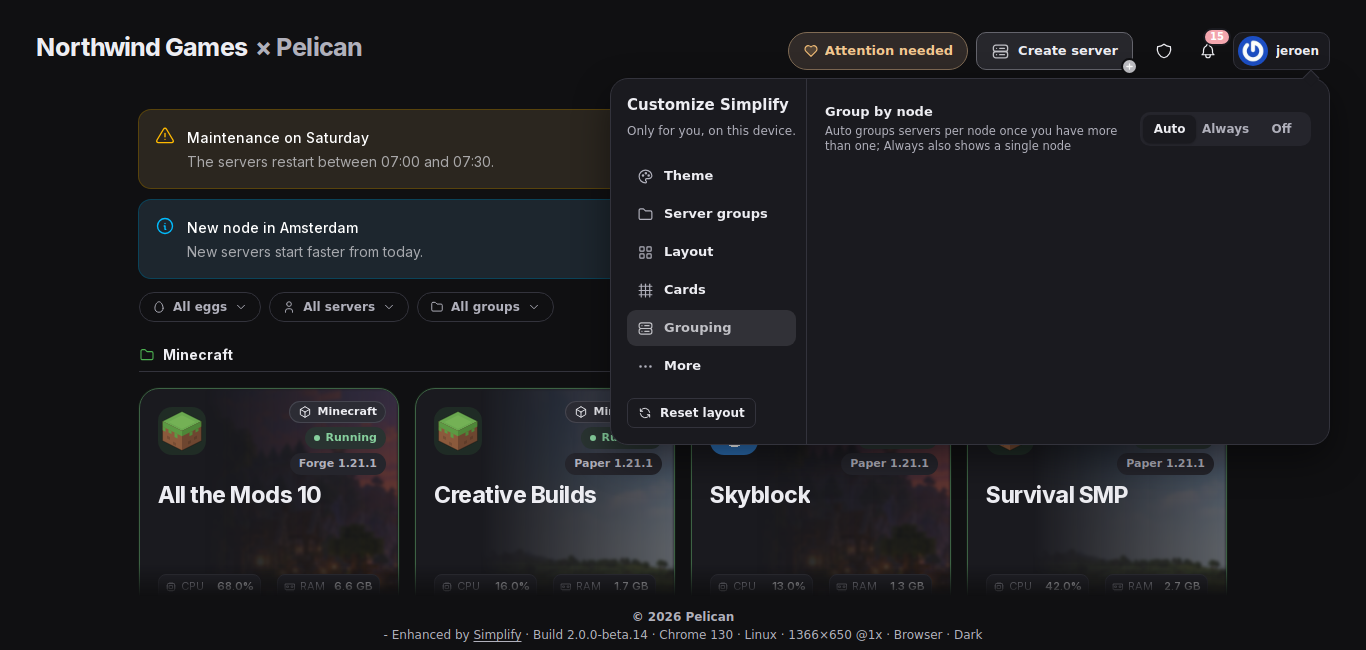 Northwind Games × Pelican
Attention needed
Create server
15
jeroen
Maintenance on Saturday
The servers restart between 07:00 and 07:30.
New node in Amsterdam
New servers start faster from today.
All eggs
All servers
All groups
Customize Simplify
Only for you, on this device.
Theme
Server groups
Layout
Cards
Grouping
More
Reset layout
Group by node
Auto groups servers per node once you have more
than one; Always also shows a single node
Auto
Always
Off
Minecraft
Minecraft
Running
Forge 1.21.1
All the Mods 10
CPU 68.0%
RAM 6.6 GB
Paper 1.21.1
Creative Builds
CPU 16.0%
RAM 1.7 GB
Paper 1.21.1
Skyblock
CPU 13.0%
RAM 1.3 GB
Paper 1.21.1
Survival SMP
CPU 42.0%
RAM 2.7 GB
© 2026 Pelican
- Enhanced by Simplify · Build 2.0.0-beta.14 · Chrome 130 · Linux · 1366×650 @1x · Browser · Dark